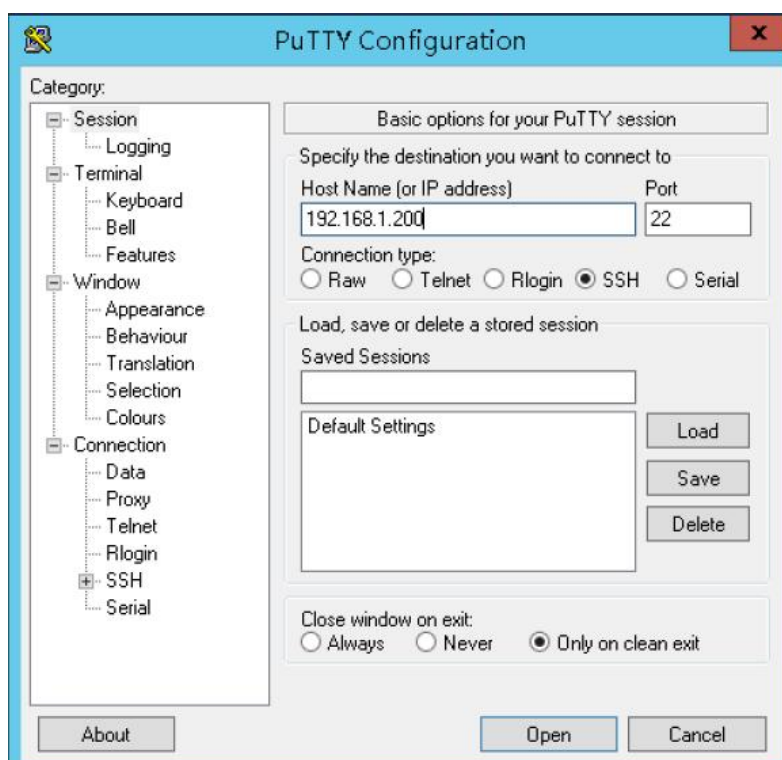 PuTTY Configuration
x
Category:
Session
Logging
Terminal
Keyboard
Bell
Features
Window
Appearance
Behaviour
Translation
Selection
Colours
Connection
Data
Proxy
Telnet
Rlogin
SSH
Serial
Basic options for your PuTTY session
Specify the destination you want to connect to
Host Name (or IP address) Port
192.168.1.200 22
Connection type:
Raw Telnet Rlogin SSH Serial
Load, save or delete a stored session
Saved Sessions
Default Settings
Load
Save
Delete
Close window on exit:
Always Never Only on clean exit
About Open Cancel